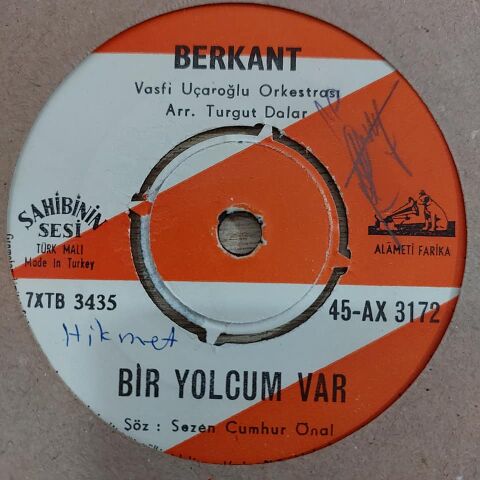 BERKANT
Vasfi Uçaroğlu Orkestrası
Arr. Turgut Dalar
SAHİBİNİN
SESİ
TÜRK MALI
Made in Turkey
ALÂMETİ FARİKA
7XTB 3435
45-AX 3172
Hikmet
BİR YOLCUM VAR
Söz : Sezen Cumhur Önal